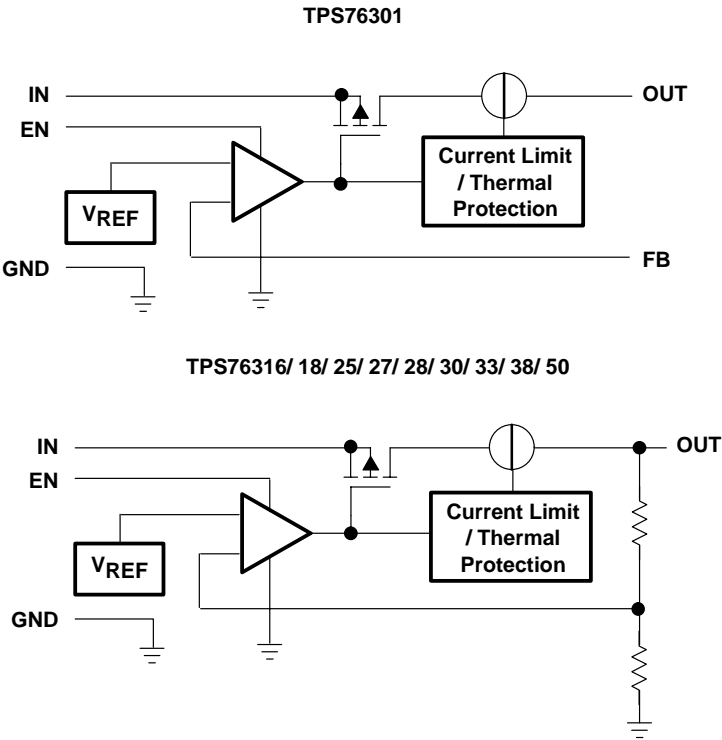 TPS76301
IN
OUT
EN
Current Limit
/ Thermal
Protection
VREF
GND
FB
TPS76316/ 18/ 25/ 27/ 28/ 30/ 33/ 38/ 50
IN
OUT
EN
Current Limit
/ Thermal
Protection
VREF
GND